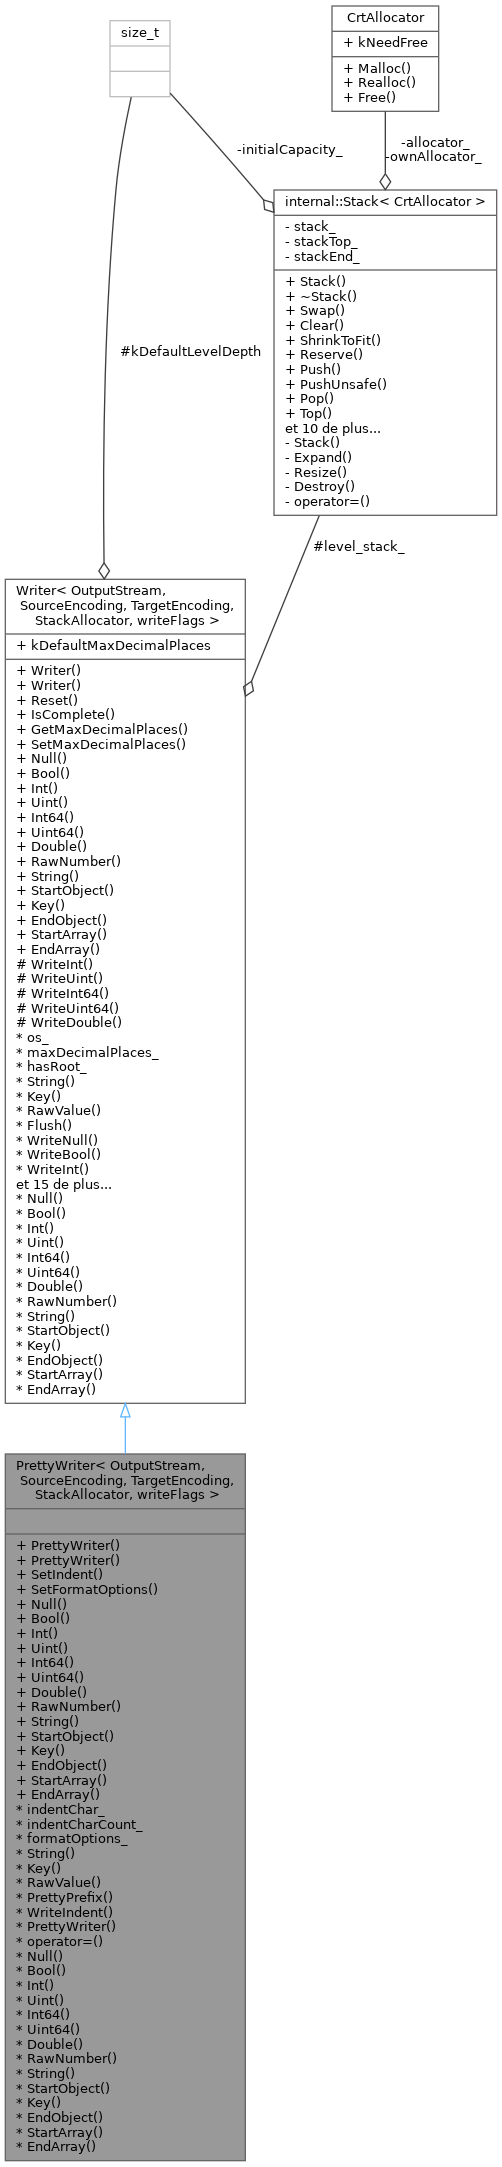 size_t
CrtAllocator
+ kNeedFree
+ Malloc()
+ Realloc()
+ Free()
-initialCapacity_
-allocator_
-ownAllocator_
internal::Stack< CrtAllocator >
- stack_
- stackTop_
- stackEnd_
+ Stack()
+ ~Stack()
+ Swap()
+ Clear()
+ ShrinkToFit()
+ Reserve()
+ Push()
+ PushUnsafe()
+ Pop()
+ Top()
et 10 de plus...
- Stack()
- Expand()
- Resize()
- Destroy()
- operator=()
#kDefaultLevelDepth
#level_stack_
Writer< OutputStream,
SourceEncoding, TargetEncoding,
StackAllocator, writeFlags >
+ kDefaultMaxDecimalPlaces
+ Writer()
+ Writer()
+ Reset()
+ IsComplete()
+ GetMaxDecimalPlaces()
+ SetMaxDecimalPlaces()
+ Null()
+ Bool()
+ Int()
+ Uint()
+ Int64()
+ Uint64()
+ Double()
+ RawNumber()
+ String()
+ StartObject()
+ Key()
+ EndObject()
+ StartArray()
+ EndArray()
# WriteInt()
# WriteUint()
# WriteInt64()
# WriteUint64()
# WriteDouble()
* os_
* maxDecimalPlaces_
* hasRoot_
* String()
* Key()
* RawValue()
* Flush()
* WriteNull()
* WriteBool()
* WriteInt()
et 15 de plus...
* Null()
* Bool()
* Int()
* Uint()
* Int64()
* Uint64()
* Double()
* RawNumber()
* String()
* StartObject()
* Key()
* EndObject()
* StartArray()
* EndArray()
PrettyWriter< OutputStream,
SourceEncoding, TargetEncoding,
StackAllocator, writeFlags >
+ PrettyWriter()
+ PrettyWriter()
+ SetIndent()
+ SetFormatOptions()
+ Null()
+ Bool()
+ Int()
+ Uint()
+ Int64()
+ Uint64()
+ Double()
+ RawNumber()
+ String()
+ StartObject()
+ Key()
+ EndObject()
+ StartArray()
+ EndArray()
* indentChar_
* indentCharCount_
* formatOptions_
* String()
* Key()
* RawValue()
* PrettyPrefix()
* WriteIndent()
* PrettyWriter()
* operator=()
* Null()
* Bool()
* Int()
* Uint()
* Int64()
* Uint64()
* Double()
* RawNumber()
* String()
* StartObject()
* Key()
* EndObject()
* StartArray()
* EndArray()